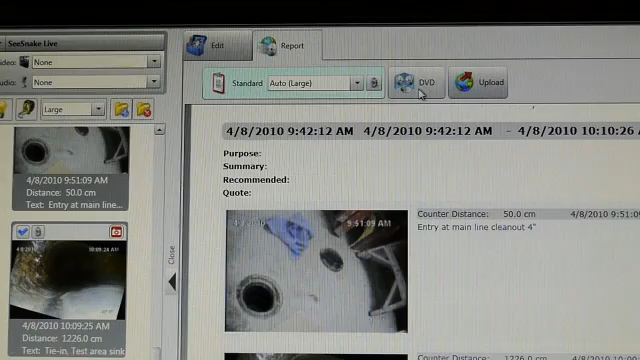 SeeSnake Live
Edit
Report
None
None
Standard
Auto (Large)
DVD
Upload
Large
4/8/2010 9:42:12 AM 4/8/2010 9:42:12 AM - 4/8/2010 10:10:26
Purpose:
Summary:
Recommended:
Quote:
4/8/2010 9:51:09 AM
Distance: 50.0 cm
Text: Entry at main line...
9:51:09 AM
Counter Distance: 50.0 cm
4/8/2010 9:51:0
Entry at main line cleanout 4"
Close
4/8/2010 10:09:25 AM
Distance: 1226.0 cm
Text: Tie-in, Test area sink